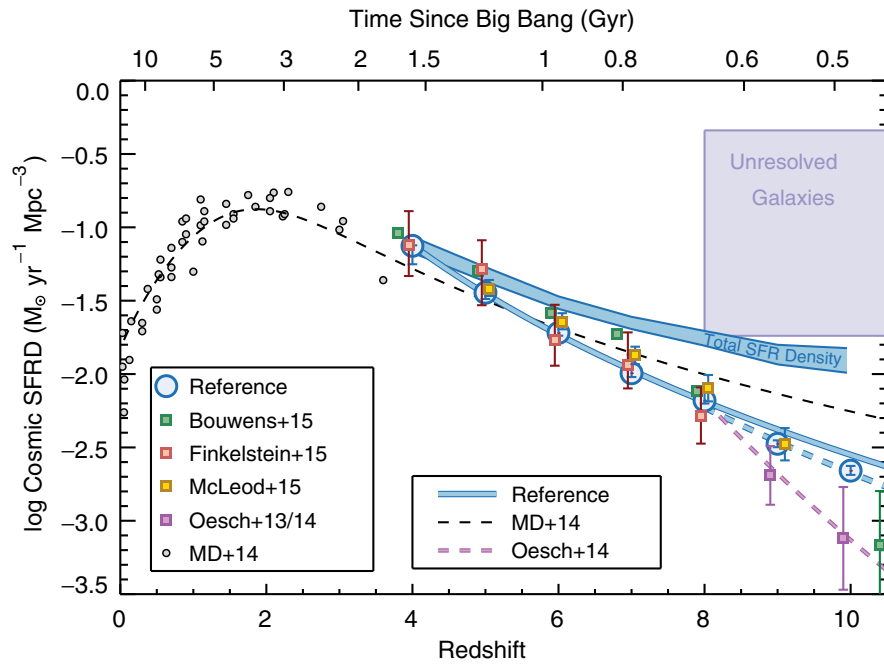 Time Since Big Bang (Gyr)
10 5 4 3 2 1.5 1 0.8 0.6 0.5
log Cosmic SFRD (M☉ yr⁻¹ Mpc⁻³)
0.0
−0.5
−1.0
−1.5
−2.0
−2.5
−3.0
−3.5
Unresolved
Galaxies
Total SFR Density
Reference
Bouwens+15
Finkelstein+15
McLeod+15
Oesch+13/14
MD+14
Reference
MD+14
Oesch+14
0 2 4 6 8 10
Redshift